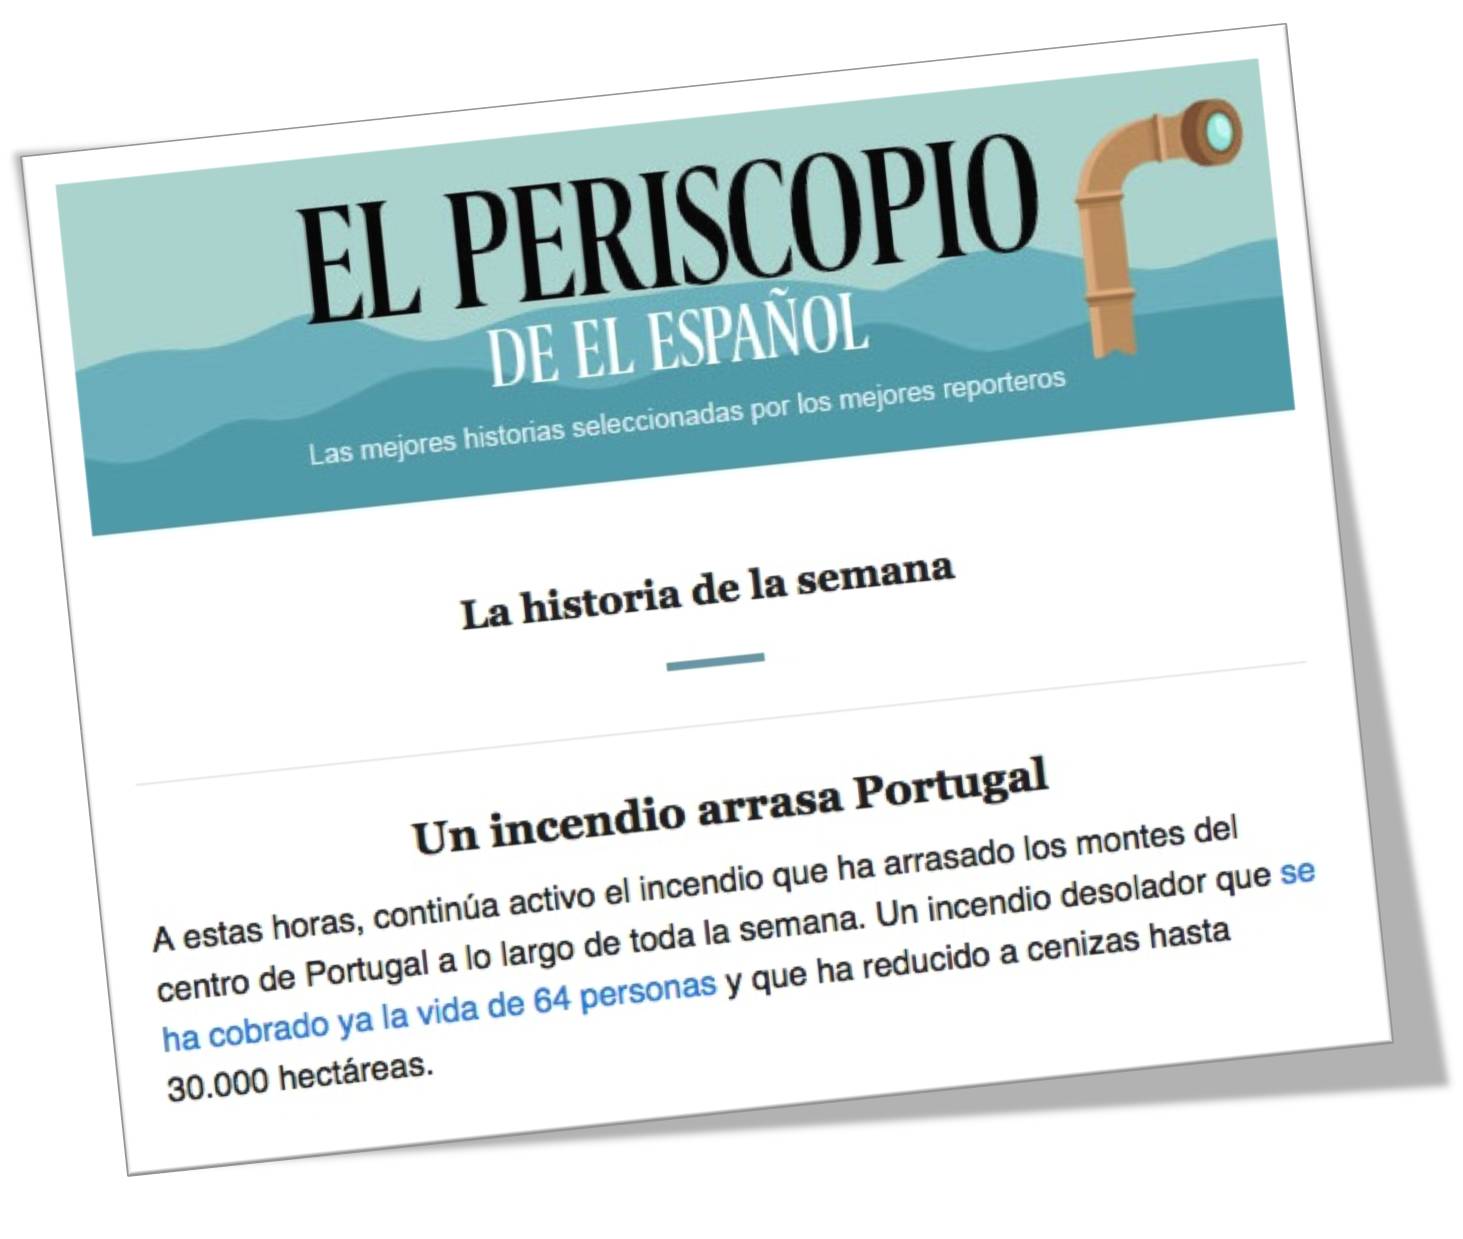 EL PERISCOPIO
DE EL ESPAÑOL
Las mejores historias seleccionadas por los mejores reporteros
La historia de la semana
Un incendio arrasa Portugal
A estas horas, continúa activo el incendio que ha arrasado los montes del
centro de Portugal a lo largo de toda la semana. Un incendio desolador que se
ha cobrado ya la vida de 64 personas y que ha reducido a cenizas hasta
30.000 hectáreas.